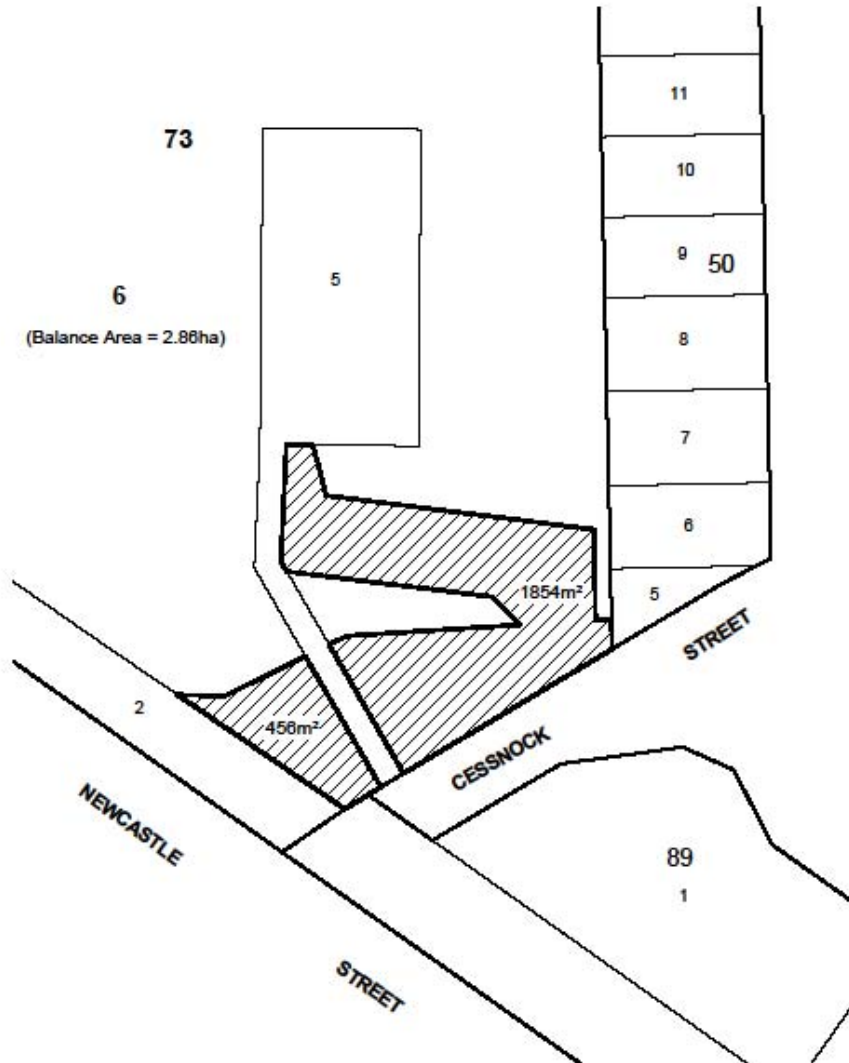 11
73
10
9
50
5
6
(Balance Area = 2.86ha)
8
7
6
1854m²
5
STREET
2
456m²
CESSNOCK
NEWCASTLE
89
1
STREET